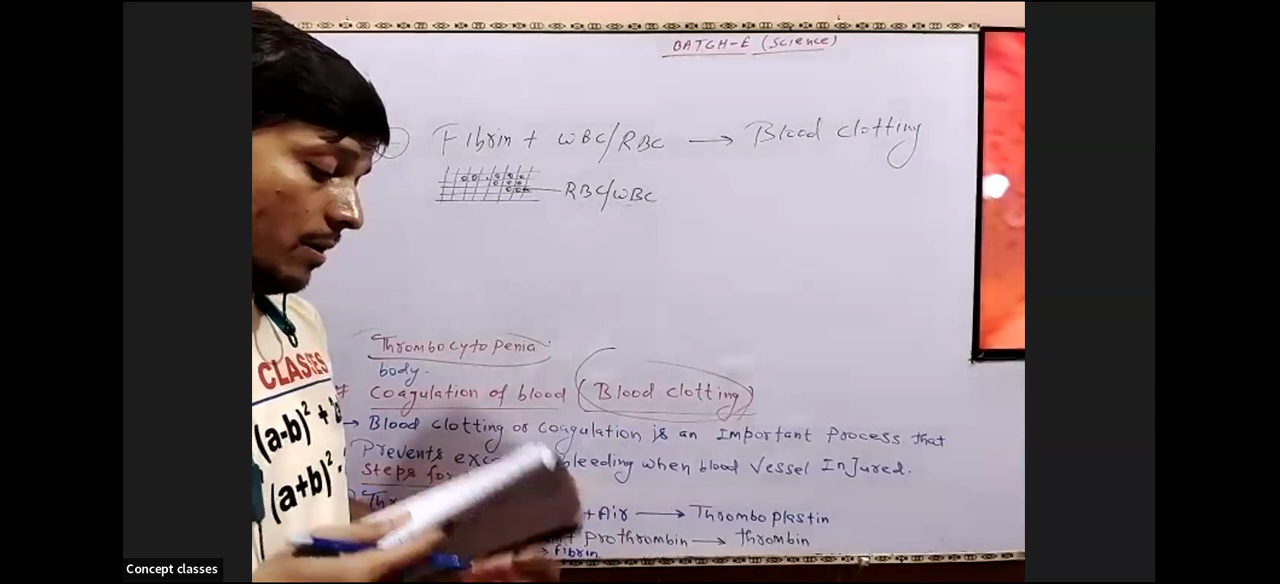 BATCH-E (Science)
Fibrin + WBC/RBC → Blood clotting
RBC/WBC
Thrombocytopenia
body.
# Coagulation of blood (Blood clotting)
→ Blood clotting or coagulation is an Important Process that
Prevents bleeding when blood Vessel Injured.
Steps for
+ Air → Thromboplastin
+ Prothrombin → thrombin
→ Fibrin
CLASSES
(a-b)² +
(a+b)²
Concept classes